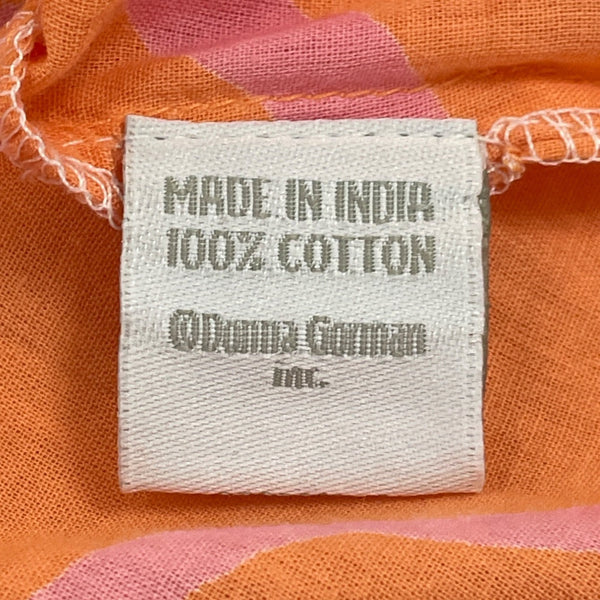 MADE IN INDIA
100% COTTON
©Donna Gorman
inc.